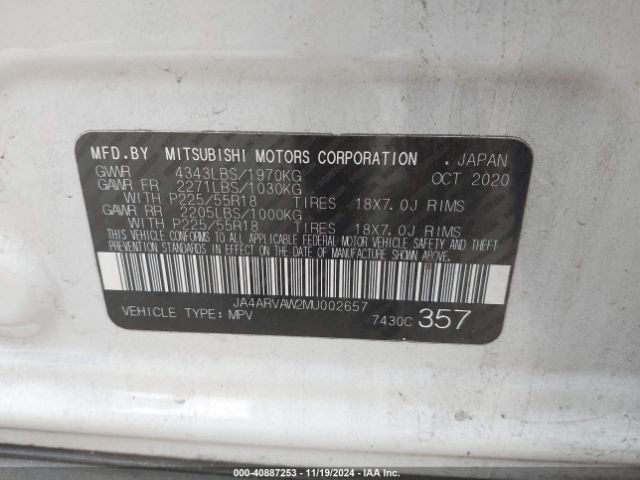 MFD.BY MITSUBISHI MOTORS CORPORATION . JAPAN
GVWR 4343LBS/1970KG OCT 2020
GAWR FR 2271LBS/1030KG
WITH P225/55R18 TIRES 18X7.0J RIMS
GAWR RR 2205LBS/1000KG
WITH P225/55R18 TIRES 18X7.0J RIMS
THIS VEHICLE CONFORMS TO ALL APPLICABLE FEDERAL MOTOR VEHICLE SAFETY AND THEFT
PREVENTION STANDARDS IN EFFECT ON THE DATE OF MANUFACTURE SHOWN ABOVE.
JA4ARVAW2MU002657
VEHICLE TYPE: MPV 7430C 357
000-40887253 - 11/19/2024 - IAA Inc.